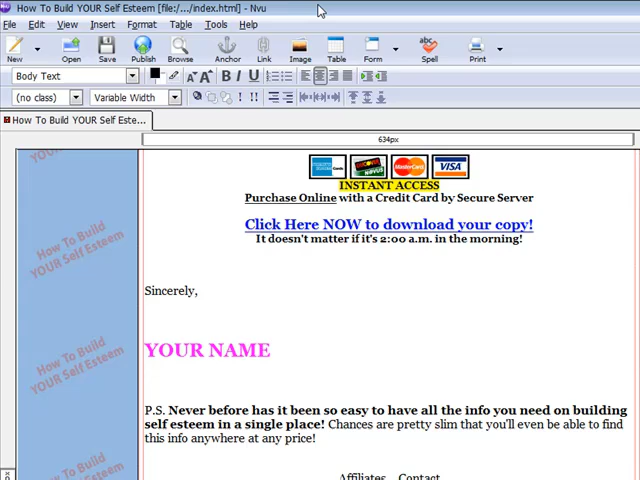 How To Build YOUR Self Esteem [file:/.../index.html] - Nvu
File Edit View Insert Format Table Tools Help
New Open Save Publish Browse Anchor Link Image Table Form Spell Print
abc
Body Text
B I U
(no class) Variable Width
How To Build YOUR Self Este...
634px
YOUR Self Esteem
How To Build
YOUR Self Esteem
How To Build
YOUR Self Esteem
How To Build
YOUR Self Esteem
MasterCard VISA
INSTANT ACCESS
Purchase Online with a Credit Card by Secure Server
Click Here NOW to download your copy!
It doesn't matter if it's 2:00 a.m. in the morning!
Sincerely,
YOUR NAME
P.S. Never before has it been so easy to have all the info you need on building
self esteem in a single place! Chances are pretty slim that you'll even be able to find
this info anywhere at any price!
Affiliates Contact